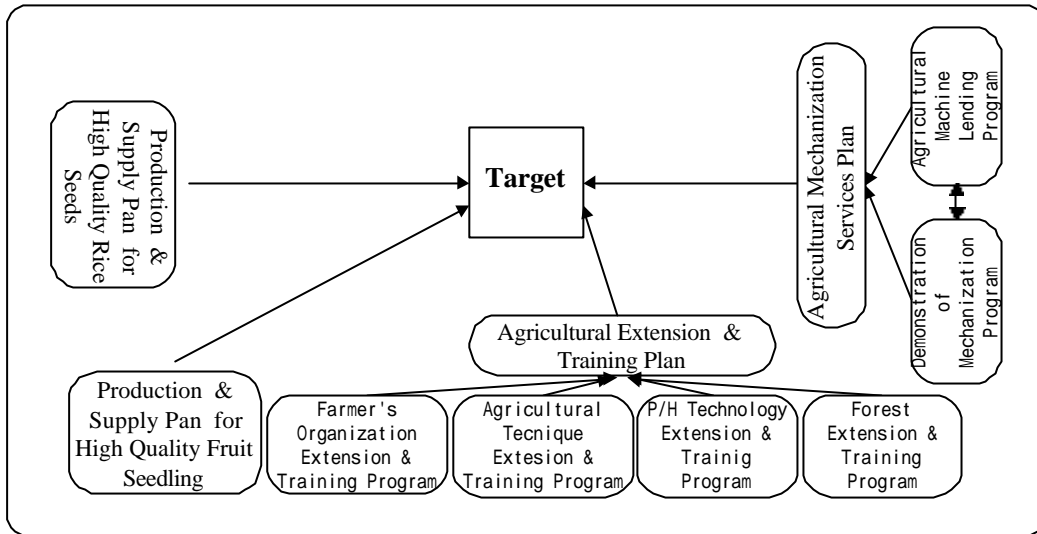 Production &
Supply Pan for
High Quality Rice
Seeds
Target
Agricultural Mechanization
Services Plan
Agricultural
Machine
Lending
Program
Demonstration
of
Mechanization
Program
Agricultural Extension &
Training Plan
Production &
Supply Pan for
High Quality Fruit
Seedling
Farmer's
Organization
Extension &
Training Program
Agricultural
Tecnique
Extesion &
Training Program
P/H Technology
Extension &
Trainig
Program
Forest
Extension &
Training
Program